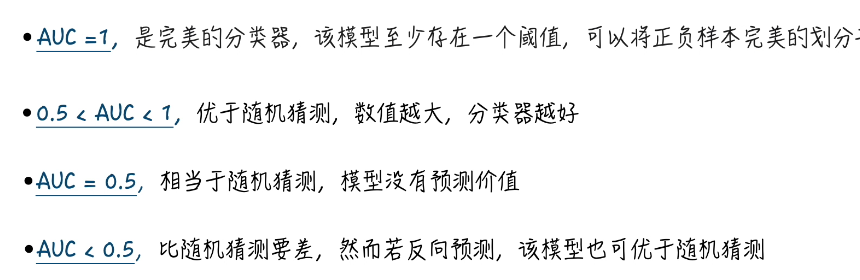 •AUC =1，是完美的分类器，该模型至少存在一个阈值，可以将正负样本完美的划分
•0.5 < AUC < 1，优于随机猜测，数值越大，分类器越好
•AUC = 0.5，相当于随机猜测，模型没有预测价值
•AUC < 0.5，比随机猜测要差，然而若反向预测，该模型也可优于随机猜测